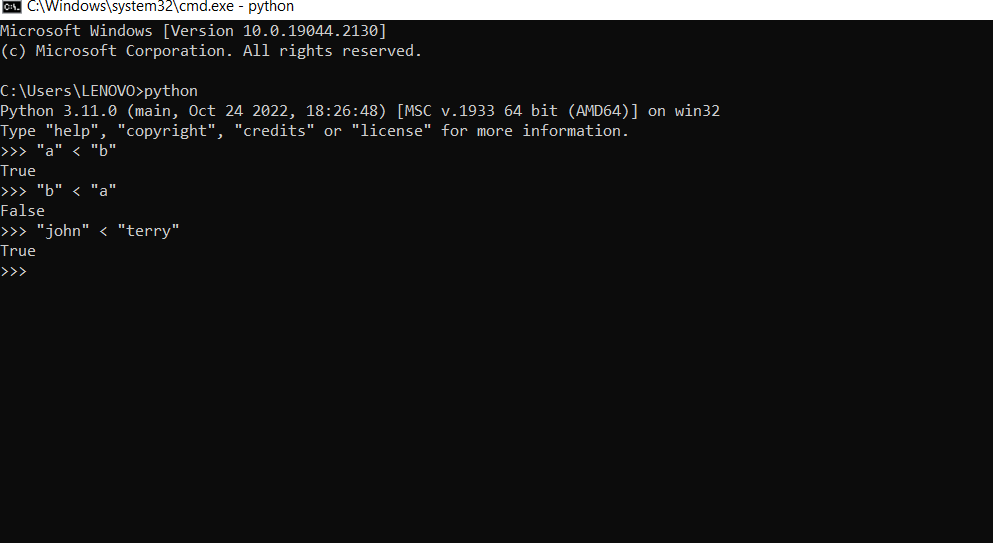 C:\Windows\system32\cmd.exe - python
Microsoft Windows [Version 10.0.19044.2130]
(c) Microsoft Corporation. All rights reserved.
C:\Users\LENOVO>python
Python 3.11.0 (main, Oct 24 2022, 18:26:48) [MSC v.1933 64 bit (AMD64)] on win32
Type "help", "copyright", "credits" or "license" for more information.
>>> "a" < "b"
True
>>> "b" < "a"
False
>>> "john" < "terry"
True
>>>